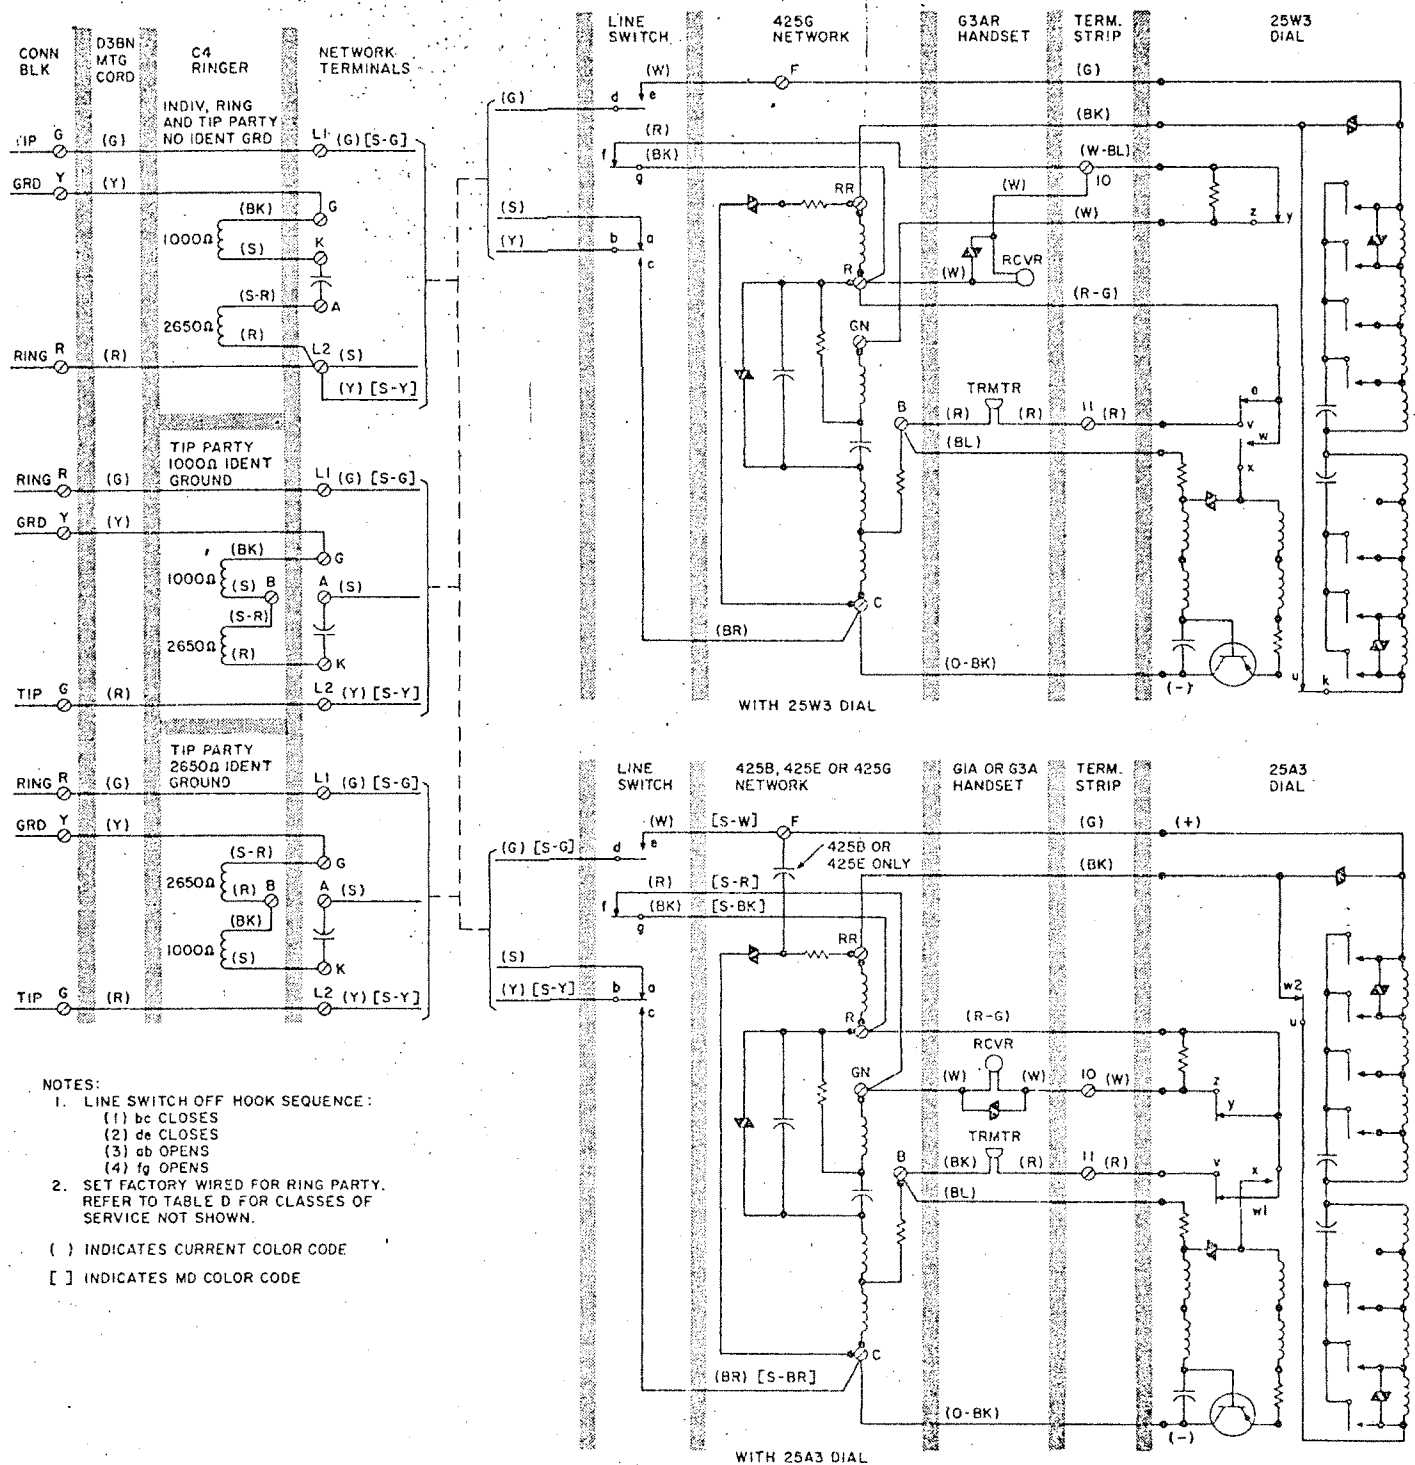 CONN
BLK
D3BN
MTG
CORD
C4
RINGER
NETWORK
TERMINALS
INDIV, RING
AND TIP PARTY
NO IDENT GRD
TIP G (G) L1 (G) [S-G]
GRD Y (Y)
(BK) G
1000Ω
(S) K
(S-R) A
2650Ω
(R)
RING R (R) L2 (S)
(Y) [S-Y]
TIP PARTY
1000Ω IDENT
GROUND
RING R (G) L1 (G) [S-G]
GRD Y (Y)
(BK) G
1000Ω
(S) B A (S)
(S-R)
2650Ω
(R) K
TIP G (R) L2 (Y) [S-Y]
TIP PARTY
2650Ω IDENT
GROUND
RING R (G) L1 (G) [S-G]
GRD Y (Y)
(S-R) G
2650Ω
(R) B A (S)
(BK)
1000Ω
(S) K
TIP G (R) L2 (Y) [S-Y]
NOTES:
1. LINE SWITCH OFF HOOK SEQUENCE:
(1) bc CLOSES
(2) de CLOSES
(3) ab OPENS
(4) fg OPENS
2. SET FACTORY WIRED FOR RING PARTY.
REFER TO TABLE D FOR CLASSES OF
SERVICE NOT SHOWN.
( ) INDICATES CURRENT COLOR CODE
[ ] INDICATES MD COLOR CODE
LINE
SWITCH
425G
NETWORK
G3AR
HANDSET
TERM.
STRIP
25W3
DIAL
(W) F (G)
(G) d e
(BK)
(R) (W-BL)
f (BK) 10
g
RR (W)
(S) (W) z y
(Y) b a
c
RCVR
R (W)
(R-G)
GN
TRMTR
e
B (R) (R) 11 (R) v
w
(BL)
x
C
(BR)
(O-BK)
(-) u k
WITH 25W3 DIAL
LINE
SWITCH
425B, 425E OR 425G
NETWORK
G1A OR G3A
HANDSET
TERM.
STRIP
25A3
DIAL
(W) [S-W] F (G) (+)
(G) [S-G] d e
425B OR
425E ONLY
(BK)
(R) [S-R]
f (BK) [S-BK]
g
RR
(S)
(Y) [S-Y] b a
c
w2
u
R (R-G)
RCVR
GN (W) (W) 10 (W) z
y
TRMTR
B (BK) (R) 11 (R) v x
(BL) w1
C
(BR) [S-BR]
(O-BK)
(-)
WITH 25A3 DIAL